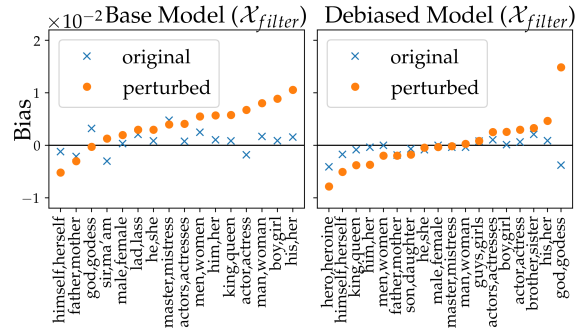 ×10⁻² Base Model (𝒳filter) Debiased Model (𝒳filter)
2
original
perturbed
original
perturbed
Bias
1
0
−1
himself,herself
father,mother
god,godess
sir,ma'am
male,female
lad,lass
he,she
master,mistress
actors,actresses
men,women
him,her
king,queen
actor,actress
man,woman
boy,girl
his,her
hero,heroine
himself,herself
king,queen
him,her
men,women
father,mother
son,daughter
he,she
male,female
master,mistress
man,woman
guys,girls
actors,actresses
boy,girl
actor,actress
brother,sister
his,her
god,godess